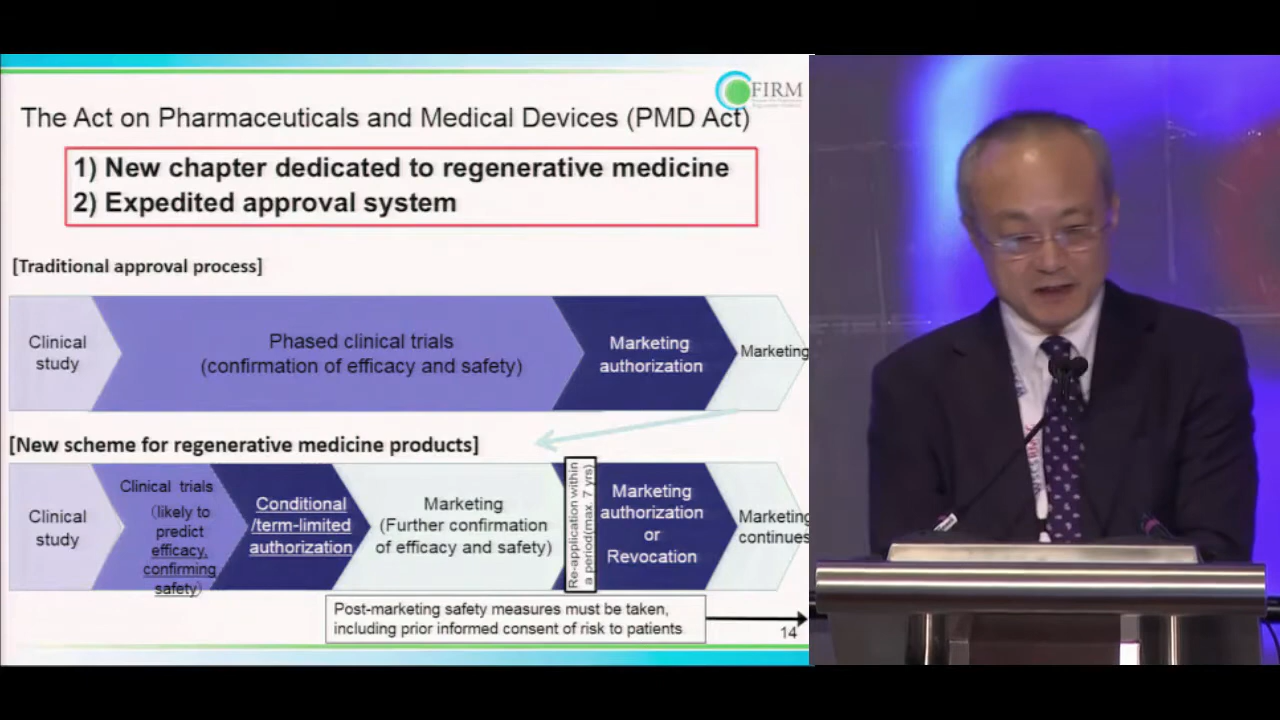 FIRM
The Act on Pharmaceuticals and Medical Devices (PMD Act)
1) New chapter dedicated to regenerative medicine
2) Expedited approval system
[Traditional approval process]
Clinical
study
Phased clinical trials
(confirmation of efficacy and safety)
Marketing
authorization
Marketing
[New scheme for regenerative medicine products]
Clinical
study
Clinical trials
(likely to
predict
efficacy,
confirming
safety)
Conditional
/term-limited
authorization
Marketing
(Further confirmation
of efficacy and safety)
Re-application within
a period(max. 7 yrs)
Marketing
authorization
or
Revocation
Marketing
continues
Post-marketing safety measures must be taken,
including prior informed consent of risk to patients
14